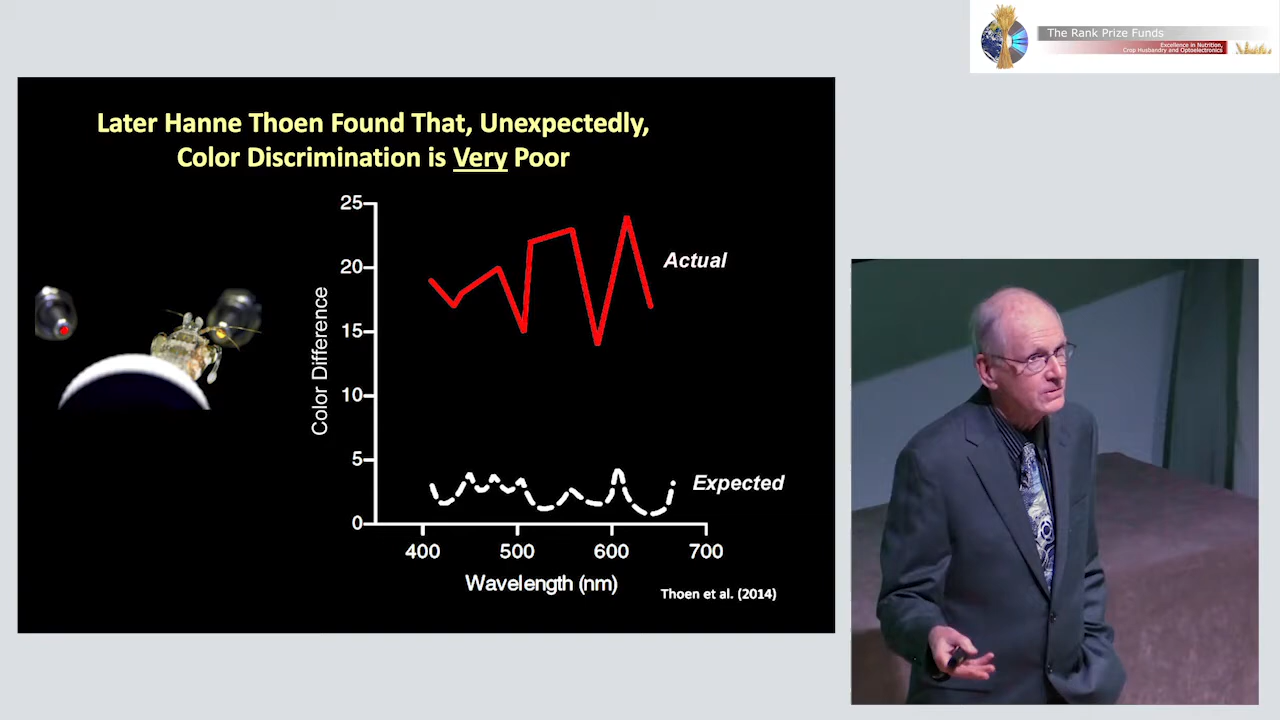 The Rank Prize Funds
Excellence in Nutrition,
Crop Husbandry and Optoelectronics
Later Hanne Thoen Found That, Unexpectedly,
Color Discrimination is Very Poor
25
20
15
10
5
0
Color Difference
Actual
Expected
400 500 600 700
Wavelength (nm)
Thoen et al. (2014)